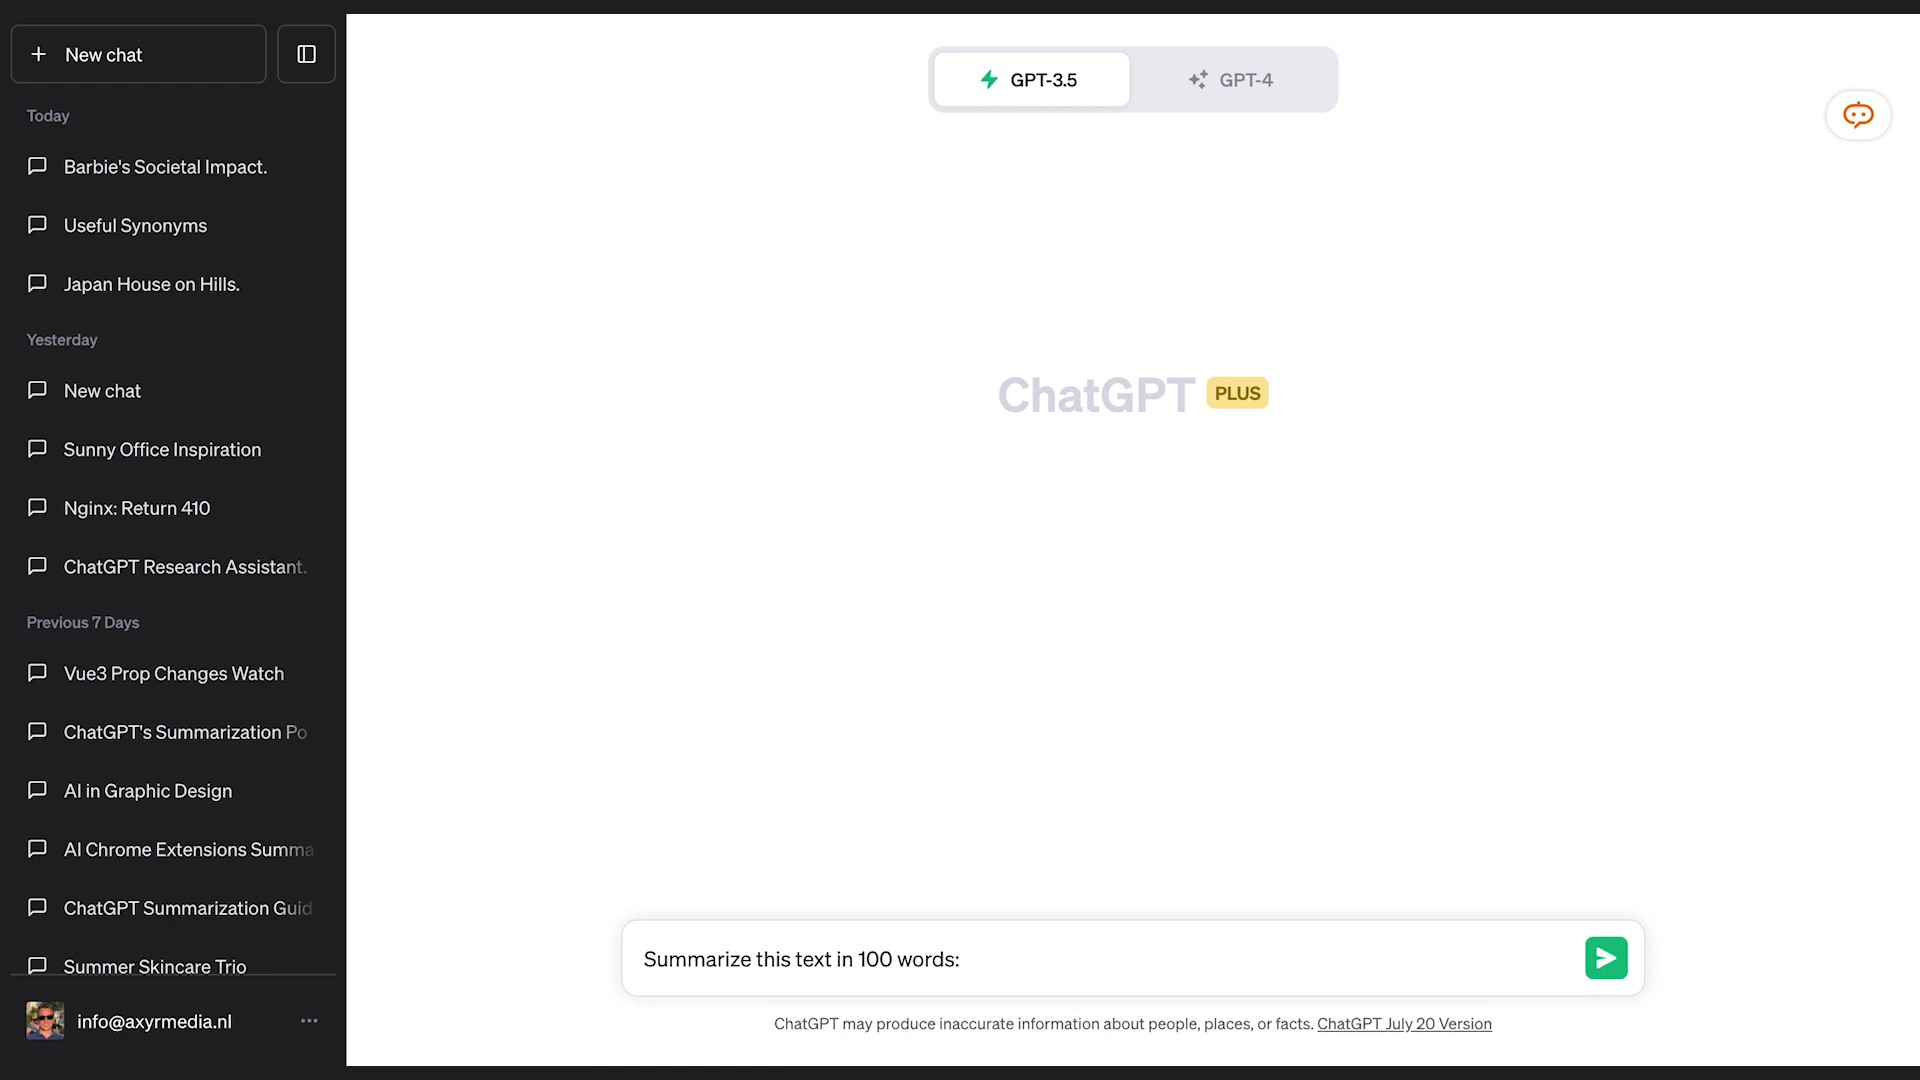 New chat
Today
Barbie's Societal Impact.
Useful Synonyms
Japan House on Hills.
Yesterday
New chat
Sunny Office Inspiration
Nginx: Return 410
ChatGPT Research Assistant.
Previous 7 Days
Vue3 Prop Changes Watch
ChatGPT's Summarization Po
AI in Graphic Design
AI Chrome Extensions Summa
ChatGPT Summarization Guid
Summer Skincare Trio
info@axyrmedia.nl
GPT-3.5 GPT-4
ChatGPT PLUS
Summarize this text in 100 words:
ChatGPT may produce inaccurate information about people, places, or facts. ChatGPT July 20 Version